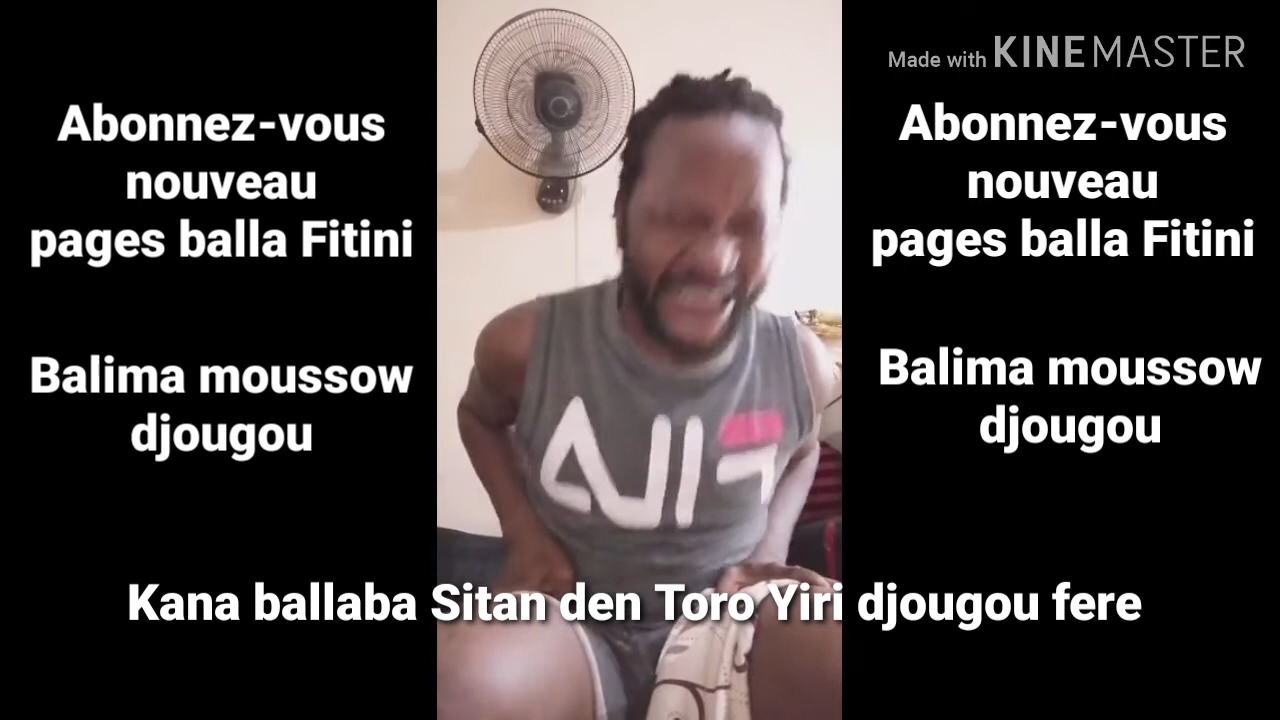 Made with KINEMASTER
Abonnez-vous
nouveau
pages balla Fitini
Abonnez-vous
nouveau
pages balla Fitini
Balima moussow
djougou
Balima moussow
djougou
FILA
Kana ballaba Sitan den Toro Yiri djougou fere